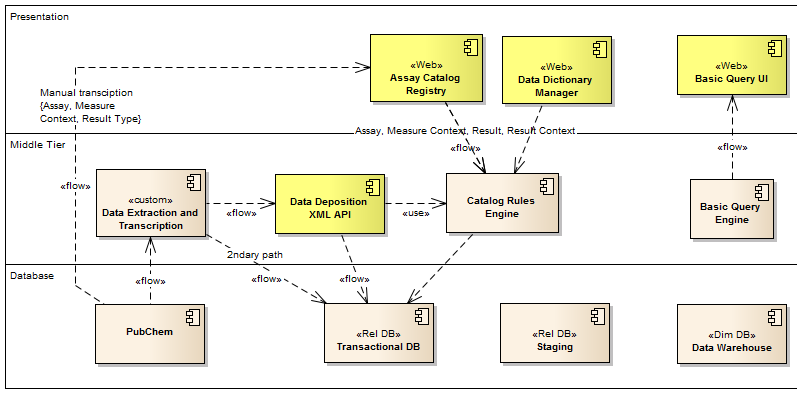 Presentation
«Web»
Assay Catalog
Registry
«Web»
Data Dictionary
Manager
«Web»
Basic Query UI
Manual transciption
{Assay, Measure
Context, Result Type}
Assay, Measure Context, Result, Result Context
Middle Tier
«flow»
«flow»
«flow»
«custom»
Data Extraction and
Transcription
«flow»
Data Deposition
XML API
«use»
Catalog Rules
Engine
Basic Query
Engine
2ndary path
Database
«flow»
«flow»
«flow»
PubChem
«Rel DB»
Transactional DB
«Rel DB»
Staging
«Dim DB»
Data Warehouse